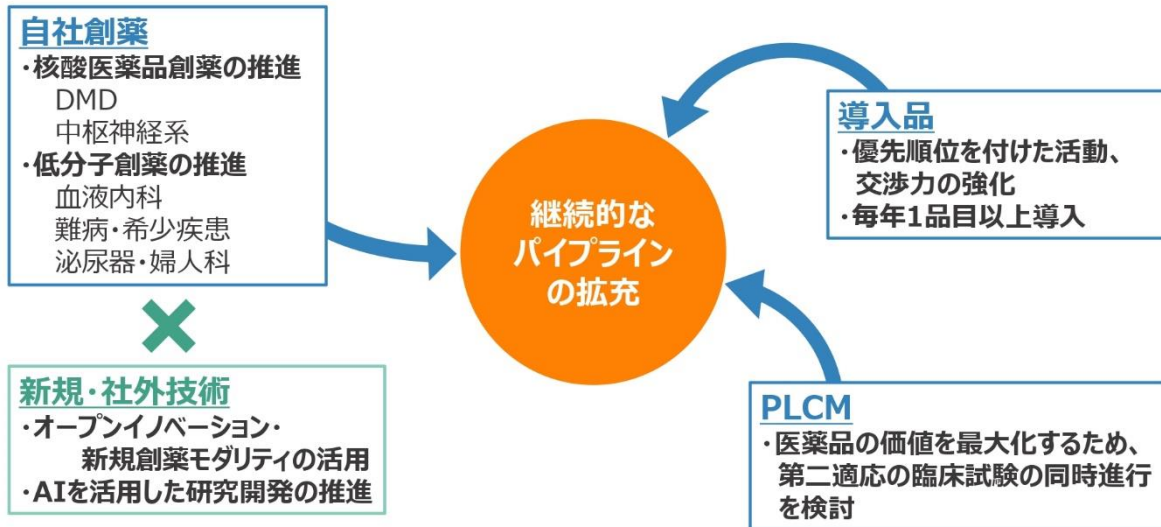 自社創薬
・核酸医薬品創薬の推進
DMD
中枢神経系
・低分子創薬の推進
血液内科
難病・希少疾患
泌尿器・婦人科
新規・社外技術
・オープンイノベーション・
新規創薬モダリティの活用
・AIを活用した研究開発の推進
継続的な
パイプライン
の拡充
導入品
・優先順位を付けた活動、
交渉力の強化
・毎年1品目以上導入
PLCM
・医薬品の価値を最大化するため、
第二適応の臨床試験の同時進行
を検討